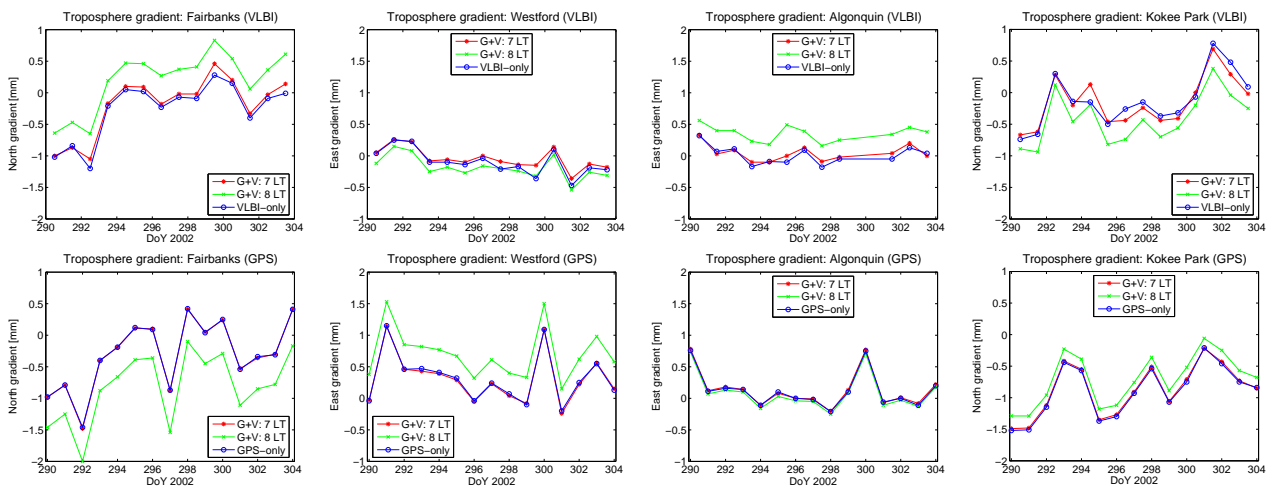 Troposphere gradient: Fairbanks (VLBI)
North gradient [mm]
1
0.5
0
−0.5
−1
−1.5
−2
G+V: 7 LT
G+V: 8 LT
VLBI−only
290 292 294 296 298 300 302 304
DoY 2002
Troposphere gradient: Westford (VLBI)
East gradient [mm]
2
1.5
1
0.5
0
−0.5
−1
G+V: 7 LT
G+V: 8 LT
VLBI−only
290 292 294 296 298 300 302 304
DoY 2002
Troposphere gradient: Algonquin (VLBI)
East gradient [mm]
2
1.5
1
0.5
0
−0.5
−1
G+V: 7 LT
G+V: 8 LT
VLBI−only
290 292 294 296 298 300 302 304
DoY 2002
Troposphere gradient: Kokee Park (VLBI)
North gradient [mm]
1
0.5
0
−0.5
−1
−1.5
−2
G+V: 7 LT
G+V: 8 LT
VLBI−only
290 292 294 296 298 300 302 304
DoY 2002
Troposphere gradient: Fairbanks (GPS)
North gradient [mm]
1
0.5
0
−0.5
−1
−1.5
−2
G+V: 7 LT
G+V: 8 LT
GPS−only
290 292 294 296 298 300 302 304
DoY 2002
Troposphere gradient: Westford (GPS)
East gradient [mm]
2
1.5
1
0.5
0
−0.5
−1
G+V: 7 LT
G+V: 8 LT
GPS−only
290 292 294 296 298 300 302 304
DoY 2002
Troposphere gradient: Algonquin (GPS)
East gradient [mm]
2
1.5
1
0.5
0
−0.5
−1
G+V: 7 LT
G+V: 8 LT
GPS−only
290 292 294 296 298 300 302 304
DoY 2002
Troposphere gradient: Kokee Park (GPS)
North gradient [mm]
1
0.5
0
−0.5
−1
−1.5
−2
G+V: 7 LT
G+V: 8 LT
GPS−only
290 292 294 296 298 300 302 304
DoY 2002